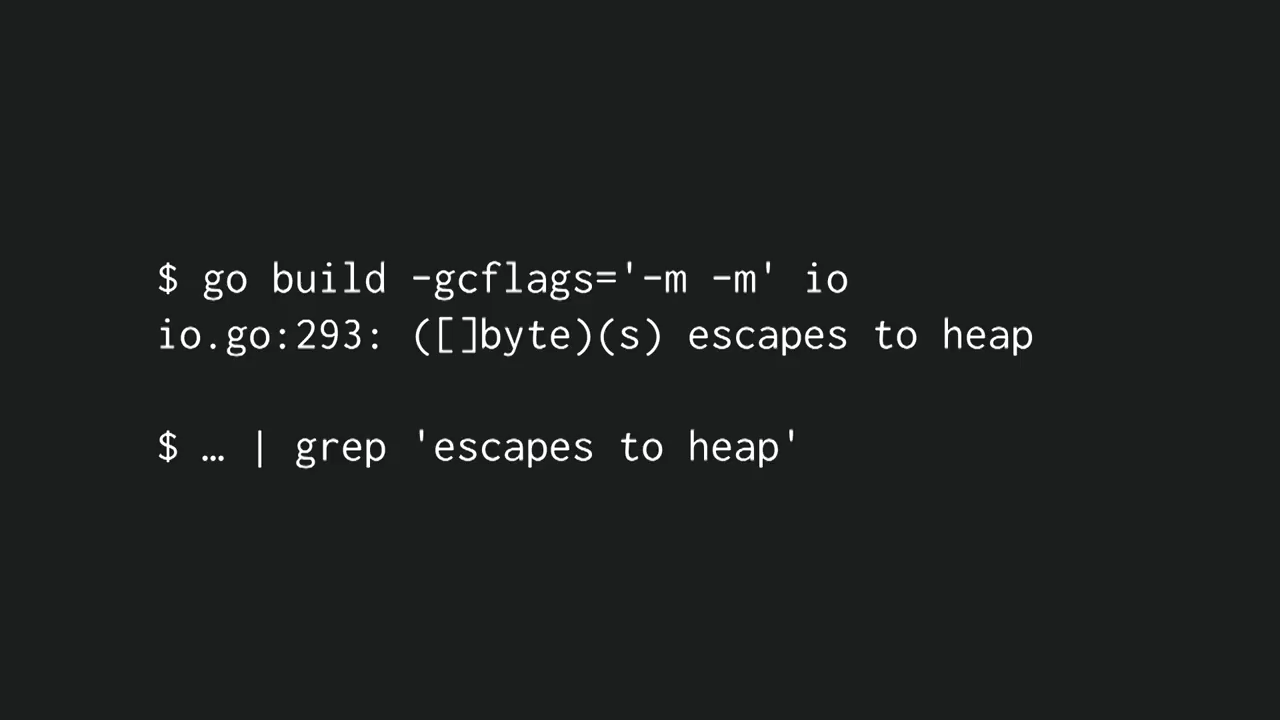 $ go build -gcflags='-m -m' io
io.go:293: ([]byte)(s) escapes to heap
$ … | grep 'escapes to heap'